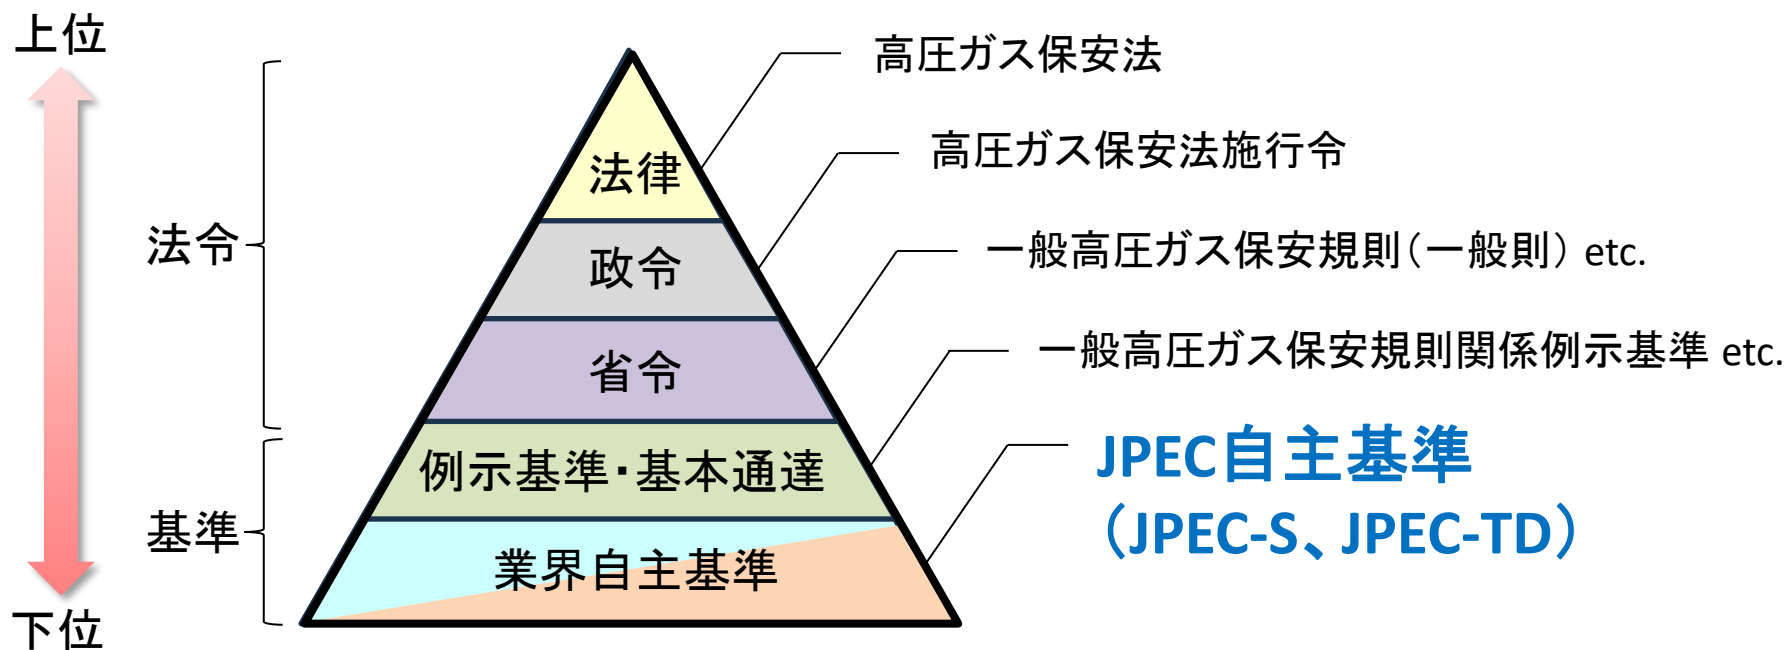 上位
高圧ガス保安法
高圧ガス保安法施行令
法律
法令
政令
一般高圧ガス保安規則（一般則） etc.
省令
一般高圧ガス保安規則関係例示基準 etc.
例示基準・基本通達
JPEC自主基準
（JPEC-S、JPEC-TD）
基準
業界自主基準
下位